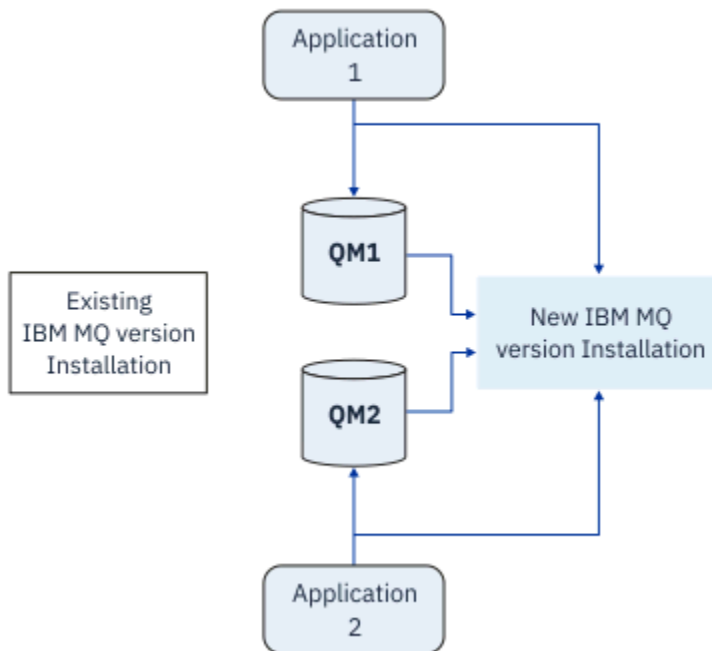 Application
1
QM1
Existing
IBM MQ version
Installation
New IBM MQ
version Installation
QM2
Application
2